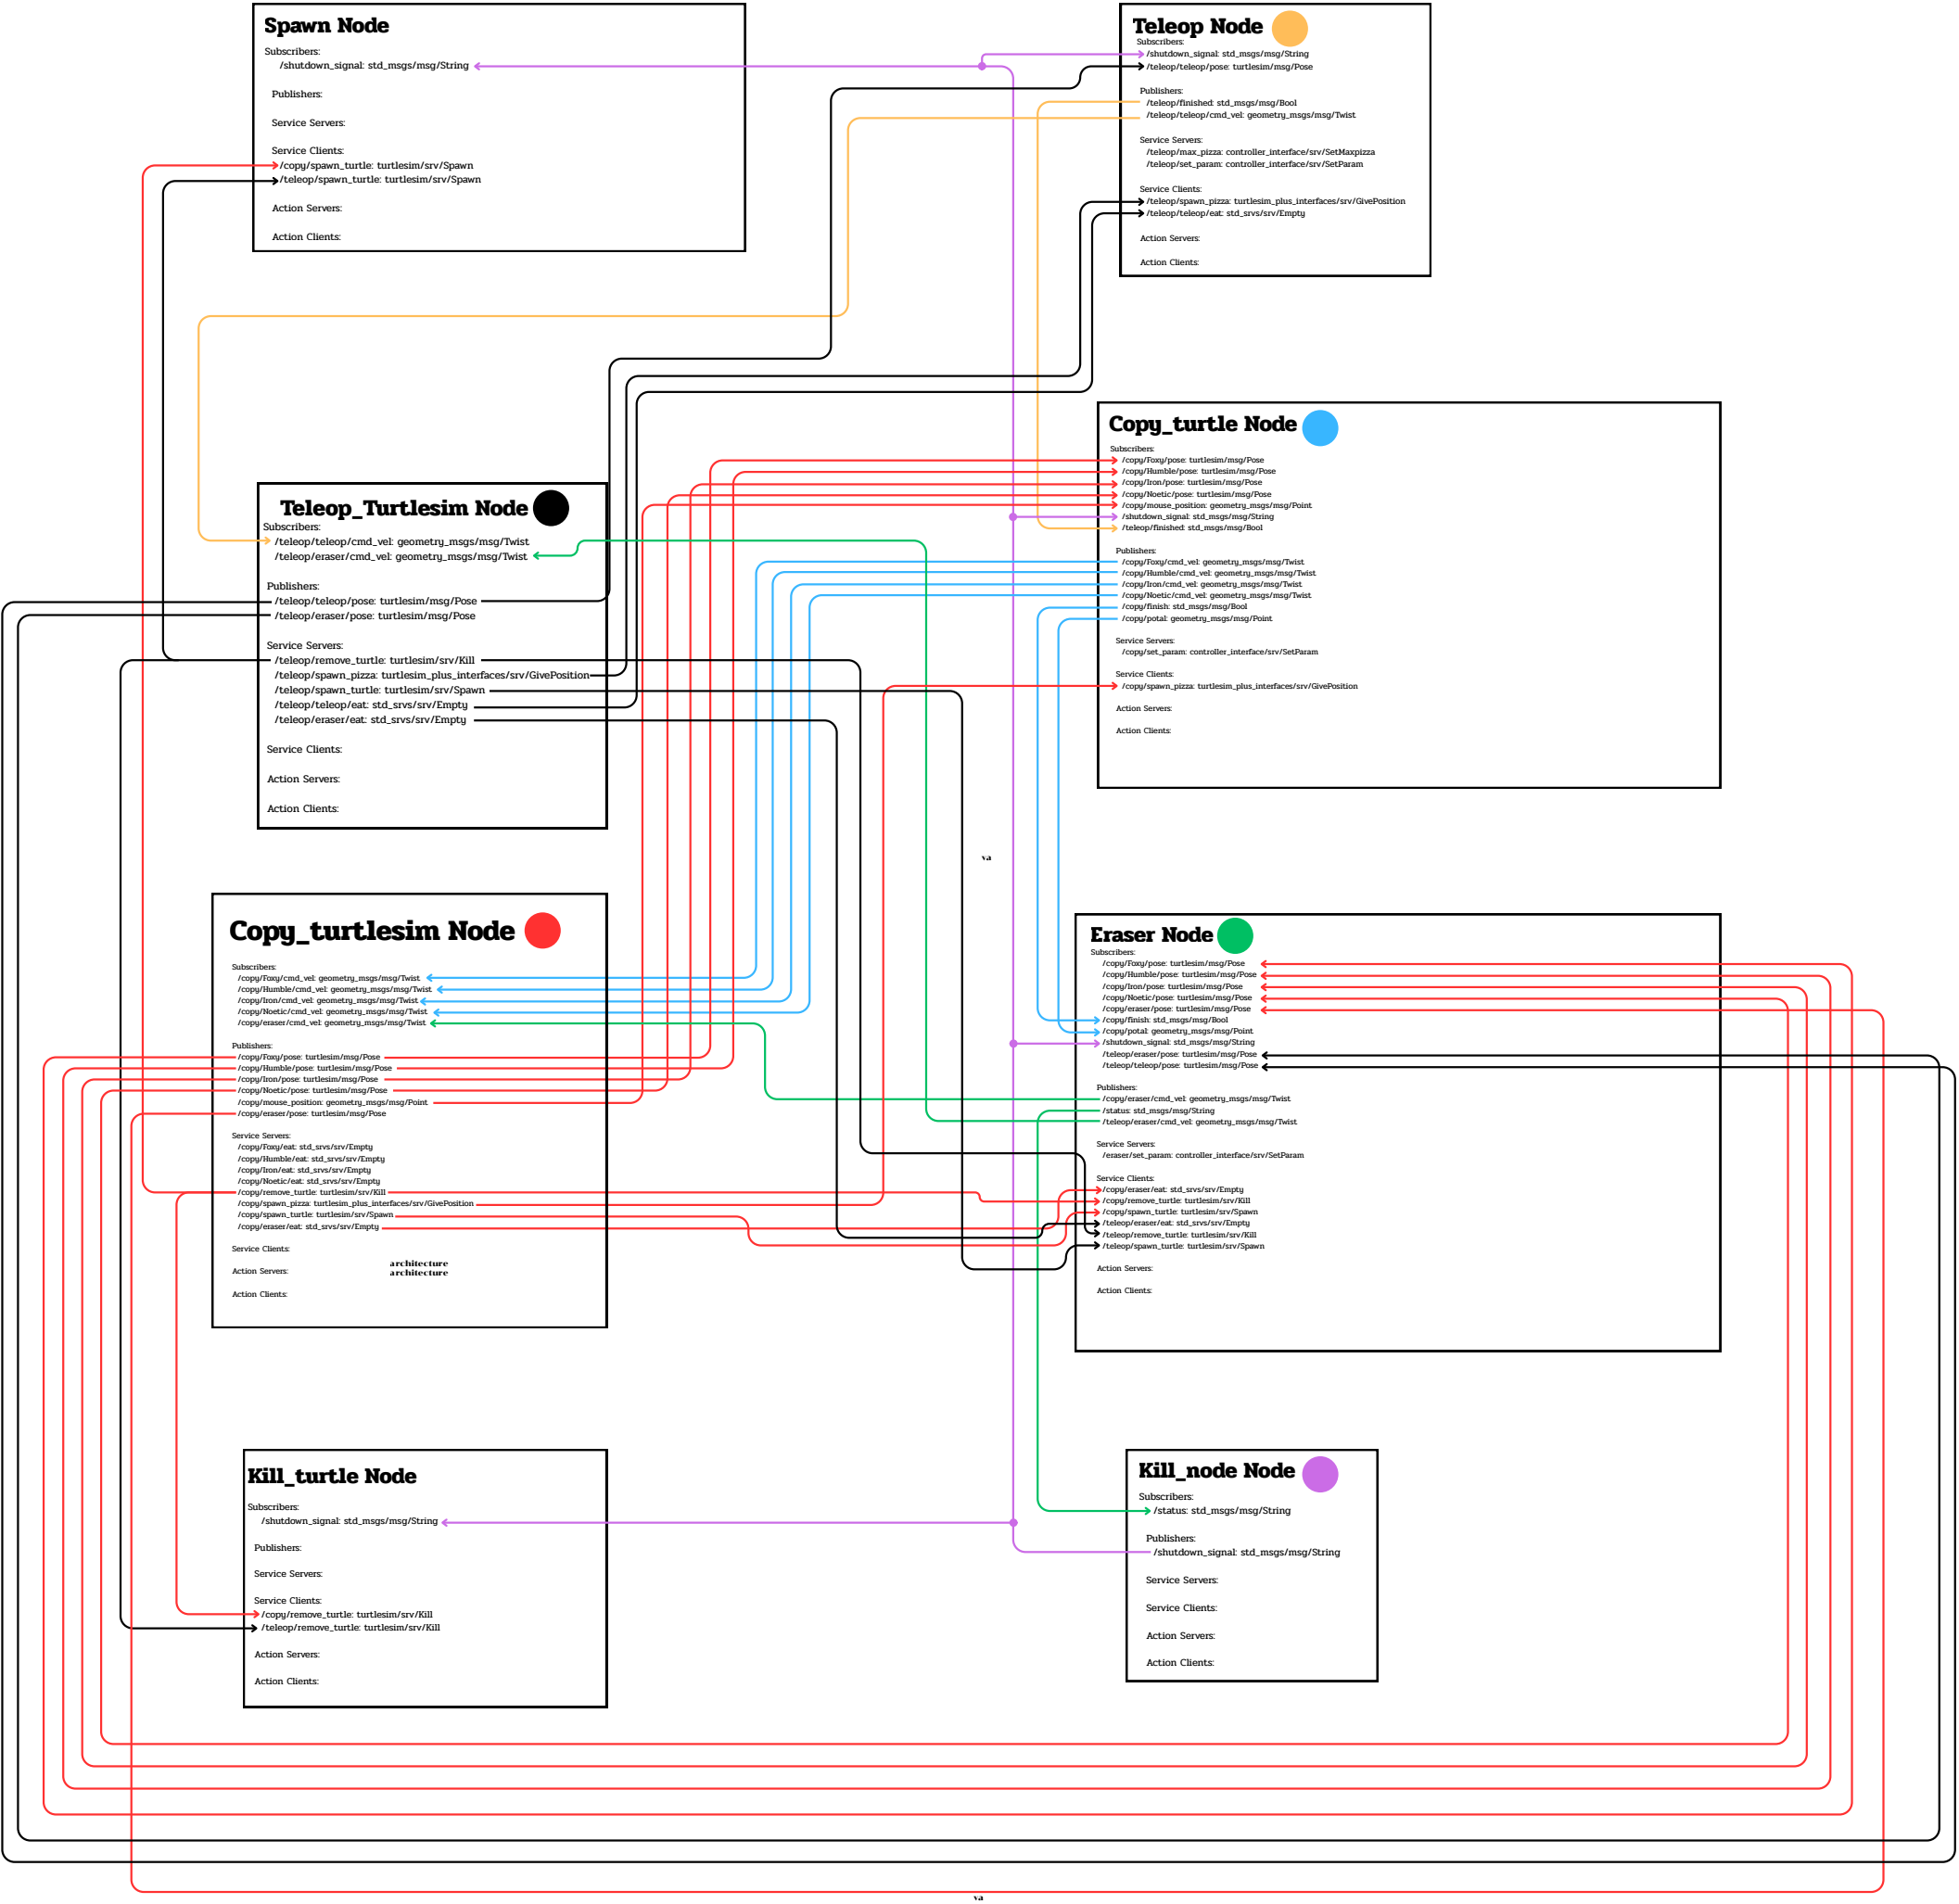 Spawn Node
Subscribers:
/shutdown_signal: std_msgs/msg/String
Publishers:
Service Servers:
Service Clients:
/copy/spawn_turtle: turtlesim/srv/Spawn
/teleop/spawn_turtle: turtlesim/srv/Spawn
Action Servers:
Action Clients:
Teleop Node
Subscribers:
/shutdown_signal: std_msgs/msg/String
/teleop/teleop/pose: turtlesim/msg/Pose
Publishers:
/teleop/finished: std_msgs/msg/Bool
/teleop/teleop/cmd_vel: geometry_msgs/msg/Twist
Service Servers:
/teleop/max_pizza: controller_interface/srv/SetMaxpizza
/teleop/set_param: controller_interface/srv/SetParam
Service Clients:
/teleop/spawn_pizza: turtlesim_plus_interfaces/srv/GivePosition
/teleop/teleop/eat: std_srvs/srv/Empty
Action Servers:
Action Clients:
Teleop_Turtlesim Node
Subscribers:
/teleop/teleop/cmd_vel: geometry_msgs/msg/Twist
/teleop/eraser/cmd_vel: geometry_msgs/msg/Twist
Publishers:
/teleop/teleop/pose: turtlesim/msg/Pose
/teleop/eraser/pose: turtlesim/msg/Pose
Service Servers:
/teleop/remove_turtle: turtlesim/srv/Kill
/teleop/spawn_pizza: turtlesim_plus_interfaces/srv/GivePosition
/teleop/spawn_turtle: turtlesim/srv/Spawn
/teleop/teleop/eat: std_srvs/srv/Empty
/teleop/eraser/eat: std_srvs/srv/Empty
Service Clients:
Action Servers:
Action Clients:
Copy_turtle Node
Subscribers:
/copy/Foxy/pose: turtlesim/msg/Pose
/copy/Humble/pose: turtlesim/msg/Pose
/copy/Iron/pose: turtlesim/msg/Pose
/copy/Noetic/pose: turtlesim/msg/Pose
/copy/mouse_position: geometry_msgs/msg/Point
/shutdown_signal: std_msgs/msg/String
/teleop/finished: std_msgs/msg/Bool
Publishers:
/copy/Foxy/cmd_vel: geometry_msgs/msg/Twist
/copy/Humble/cmd_vel: geometry_msgs/msg/Twist
/copy/Iron/cmd_vel: geometry_msgs/msg/Twist
/copy/Noetic/cmd_vel: geometry_msgs/msg/Twist
/copy/finish: std_msgs/msg/Bool
/copy/potal: geometry_msgs/msg/Point
Service Servers:
/copy/set_param: controller_interface/srv/SetParam
Service Clients:
/copy/spawn_pizza: turtlesim_plus_interfaces/srv/GivePosition
Action Servers:
Action Clients:
va
Copy_turtlesim Node
Subscribers:
/copy/Foxy/cmd_vel: geometry_msgs/msg/Twist
/copy/Humble/cmd_vel: geometry_msgs/msg/Twist
/copy/Iron/cmd_vel: geometry_msgs/msg/Twist
/copy/Noetic/cmd_vel: geometry_msgs/msg/Twist
/copy/eraser/cmd_vel: geometry_msgs/msg/Twist
Publishers:
/copy/Foxy/pose: turtlesim/msg/Pose
/copy/Humble/pose: turtlesim/msg/Pose
/copy/Iron/pose: turtlesim/msg/Pose
/copy/Noetic/pose: turtlesim/msg/Pose
/copy/mouse_position: geometry_msgs/msg/Point
/copy/eraser/pose: turtlesim/msg/Pose
Service Servers:
/copy/Foxy/eat: std_srvs/srv/Empty
/copy/Humble/eat: std_srvs/srv/Empty
/copy/Iron/eat: std_srvs/srv/Empty
/copy/Noetic/eat: std_srvs/srv/Empty
/copy/remove_turtle: turtlesim/srv/Kill
/copy/spawn_pizza: turtlesim_plus_interfaces/srv/GivePosition
/copy/spawn_turtle: turtlesim/srv/Spawn
/copy/eraser/eat: std_srvs/srv/Empty
Service Clients:
Action Servers:
Action Clients:
architecture
architecture
Eraser Node
Subscribers:
/copy/Foxy/pose: turtlesim/msg/Pose
/copy/Humble/pose: turtlesim/msg/Pose
/copy/Iron/pose: turtlesim/msg/Pose
/copy/Noetic/pose: turtlesim/msg/Pose
/copy/eraser/pose: turtlesim/msg/Pose
/copy/finish: std_msgs/msg/Bool
/copy/potal: geometry_msgs/msg/Point
/shutdown_signal: std_msgs/msg/String
/teleop/eraser/pose: turtlesim/msg/Pose
/teleop/teleop/pose: turtlesim/msg/Pose
Publishers:
/copy/eraser/cmd_vel: geometry_msgs/msg/Twist
/status: std_msgs/msg/String
/teleop/eraser/cmd_vel: geometry_msgs/msg/Twist
Service Servers:
/eraser/set_param: controller_interface/srv/SetParam
Service Clients:
/copy/eraser/eat: std_srvs/srv/Empty
/copy/remove_turtle: turtlesim/srv/Kill
/copy/spawn_turtle: turtlesim/srv/Spawn
/teleop/eraser/eat: std_srvs/srv/Empty
/teleop/remove_turtle: turtlesim/srv/Kill
/teleop/spawn_turtle: turtlesim/srv/Spawn
Action Servers:
Action Clients:
Kill_turtle Node
Subscribers:
/shutdown_signal: std_msgs/msg/String
Publishers:
Service Servers:
Service Clients:
/copy/remove_turtle: turtlesim/srv/Kill
/teleop/remove_turtle: turtlesim/srv/Kill
Action Servers:
Action Clients:
Kill_node Node
Subscribers:
/status: std_msgs/msg/String
Publishers:
/shutdown_signal: std_msgs/msg/String
Service Servers:
Service Clients:
Action Servers:
Action Clients:
va